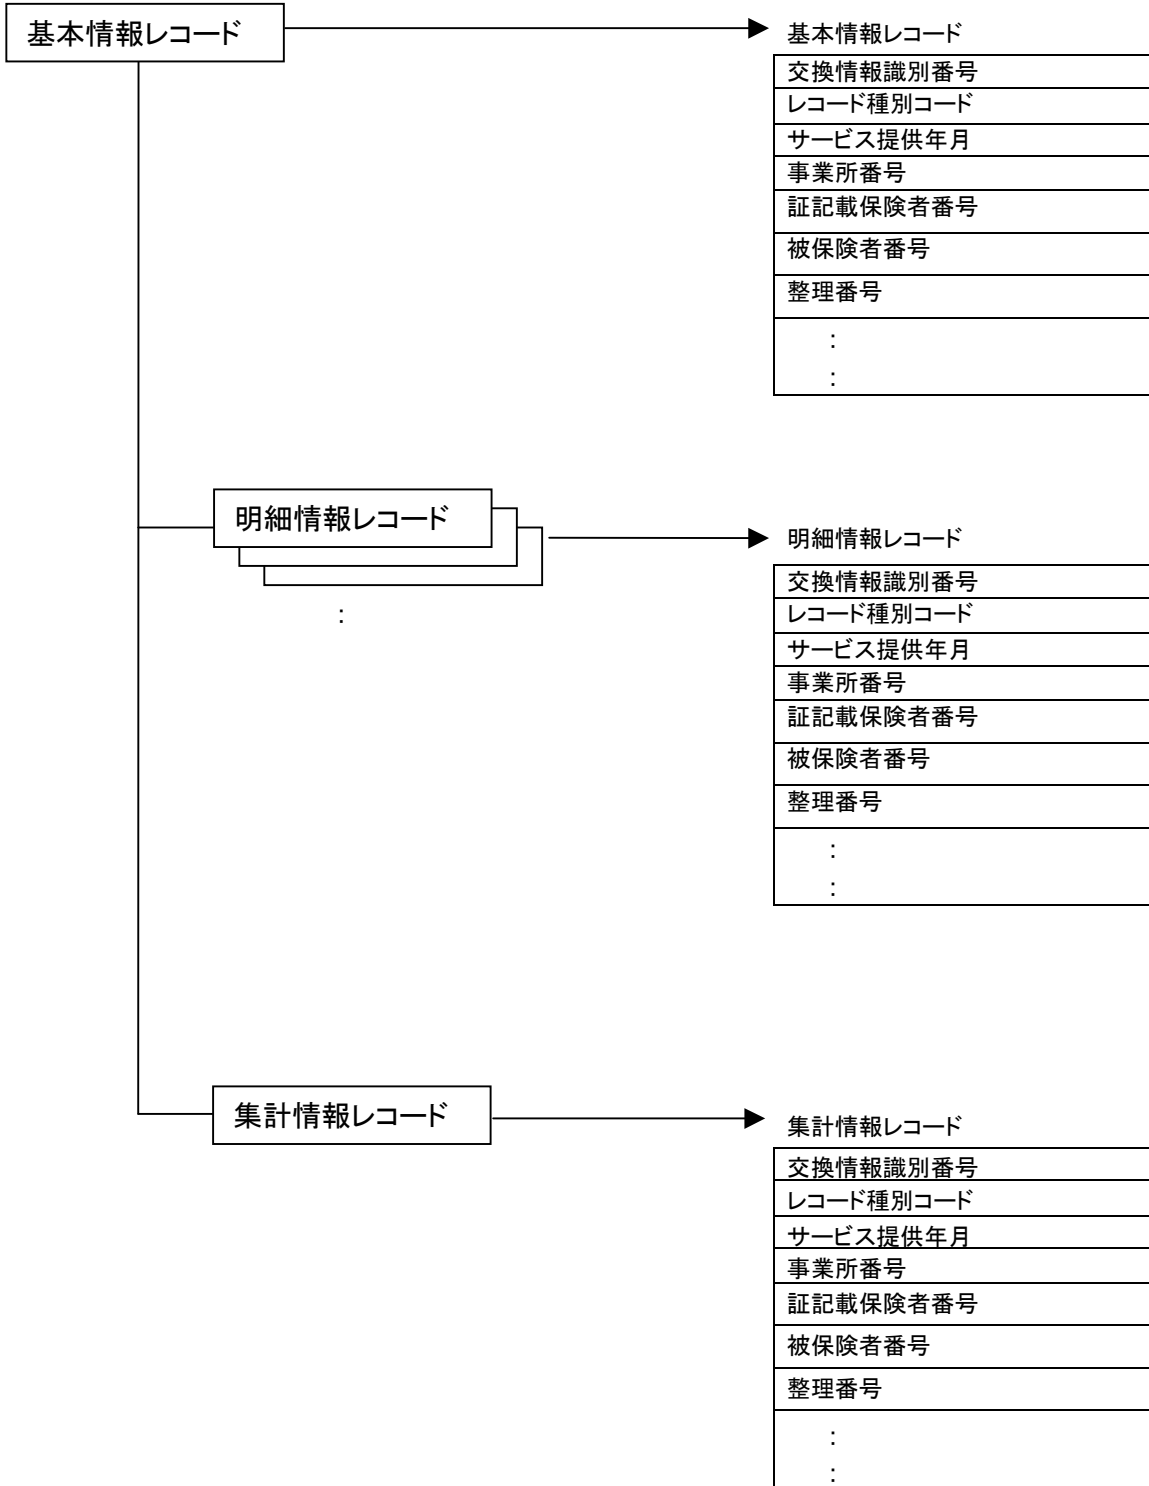 基本情報レコード
基本情報レコード
交換情報識別番号
レコード種別コード
サービス提供年月
事業所番号
証記載保険者番号
被保険者番号
整理番号
:
:
明細情報レコード
:
明細情報レコード
交換情報識別番号
レコード種別コード
サービス提供年月
事業所番号
証記載保険者番号
被保険者番号
整理番号
:
:
集計情報レコード
集計情報レコード
交換情報識別番号
レコード種別コード
サービス提供年月
事業所番号
証記載保険者番号
被保険者番号
整理番号
:
: